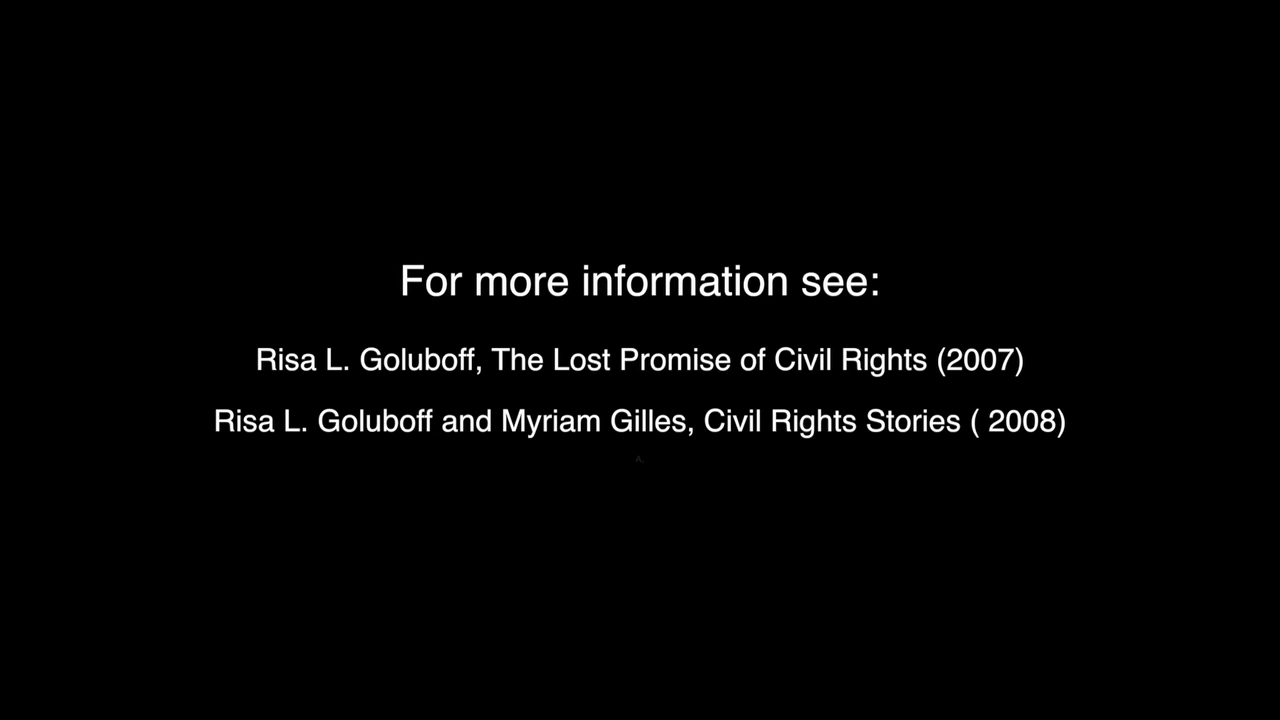 For more information see:
Risa L. Goluboff, The Lost Promise of Civil Rights (2007)
Risa L. Goluboff and Myriam Gilles, Civil Rights Stories ( 2008)